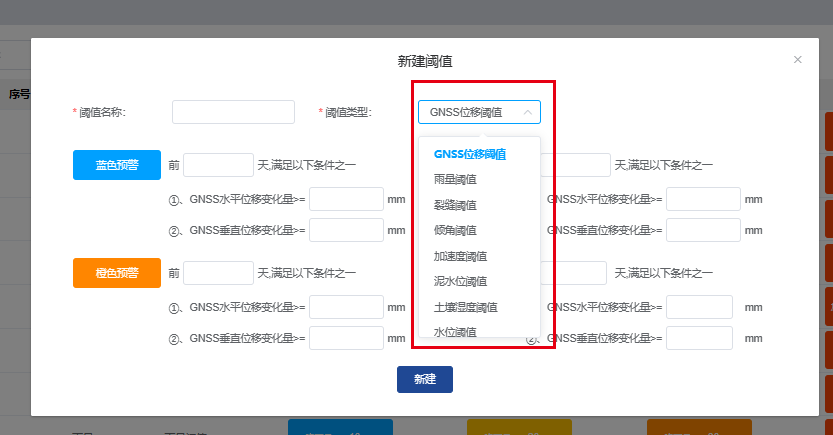 新建阈值
×
序号
* 阈值名称:
* 阈值类型:
GNSS位移阈值
GNSS位移阈值
雨量阈值
裂缝阈值
倾角阈值
加速度阈值
泥水位阈值
土壤湿度阈值
水位阈值
蓝色预警
前 天,满足以下条件之一
天,满足以下条件之一
①、GNSS水平位移变化量>= mm
GNSS水平位移变化量>= mm
②、GNSS垂直位移变化量>= mm
GNSS垂直位移变化量>= mm
橙色预警
前 天,满足以下条件之一
天,满足以下条件之一
①、GNSS水平位移变化量>= mm
GNSS水平位移变化量>= mm
②、GNSS垂直位移变化量>= mm
②、GNSS垂直位移变化量>= mm
新建